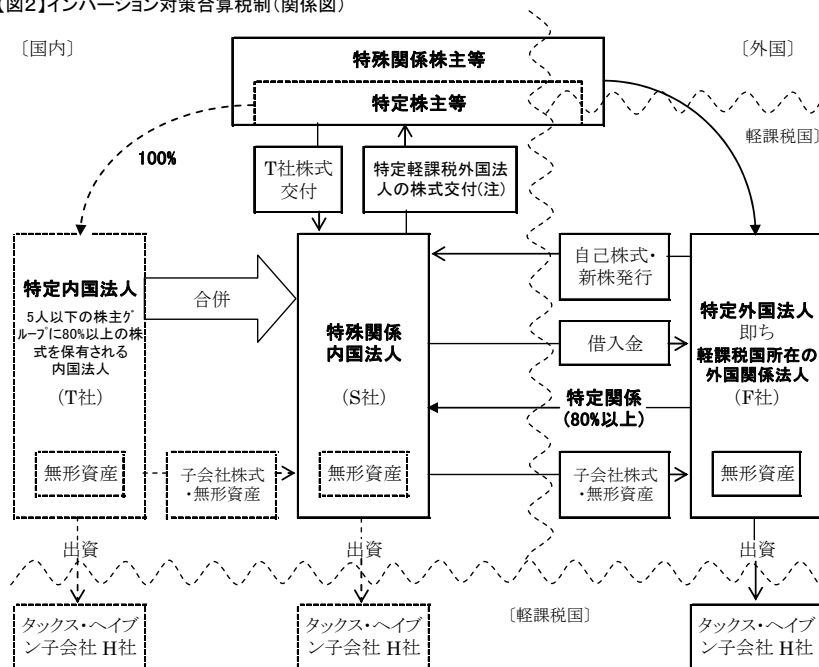 【図2】インバージョン対策合算税制(関係図)
〔国内〕
〔外国〕
特殊関係株主等
特定株主等
軽課税国〕
100%
T社株式
交付
特定軽課税外国法
人の株式交付(注)
特定内国法人
5人以下の株主グ
ループに80%以上の株
式を保有される
内国法人
(T社)
合併
特殊関係
内国法人
(S社)
自己株式・
新株発行
借入金
特定関係
(80%以上)
特定外国法人
即ち
軽課税国所在の
外国関係法人
(F社)
無形資産
子会社株式
・無形資産
無形資産
子会社株式
・無形資産
無形資産
出資
出資
出資
〔軽課税国〕
タックス・ヘイブ
ン子会社 H社
タックス・ヘイブ
ン子会社 H社
タックス・ヘイブ
ン子会社 H社